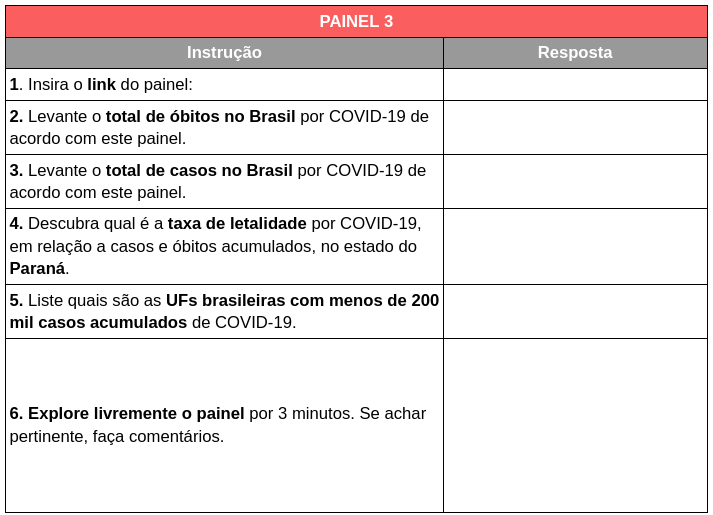 PAINEL 3
Instrução
Resposta
1. Insira o link do painel:
2. Levante o total de óbitos no Brasil por COVID-19 de
acordo com este painel.
3. Levante o total de casos no Brasil por COVID-19 de
acordo com este painel.
4. Descubra qual é a taxa de letalidade por COVID-19,
em relação a casos e óbitos acumulados, no estado do
Paraná.
5. Liste quais são as UFs brasileiras com menos de 200
mil casos acumulados de COVID-19.
6. Explore livremente o painel por 3 minutos. Se achar
pertinente, faça comentários.